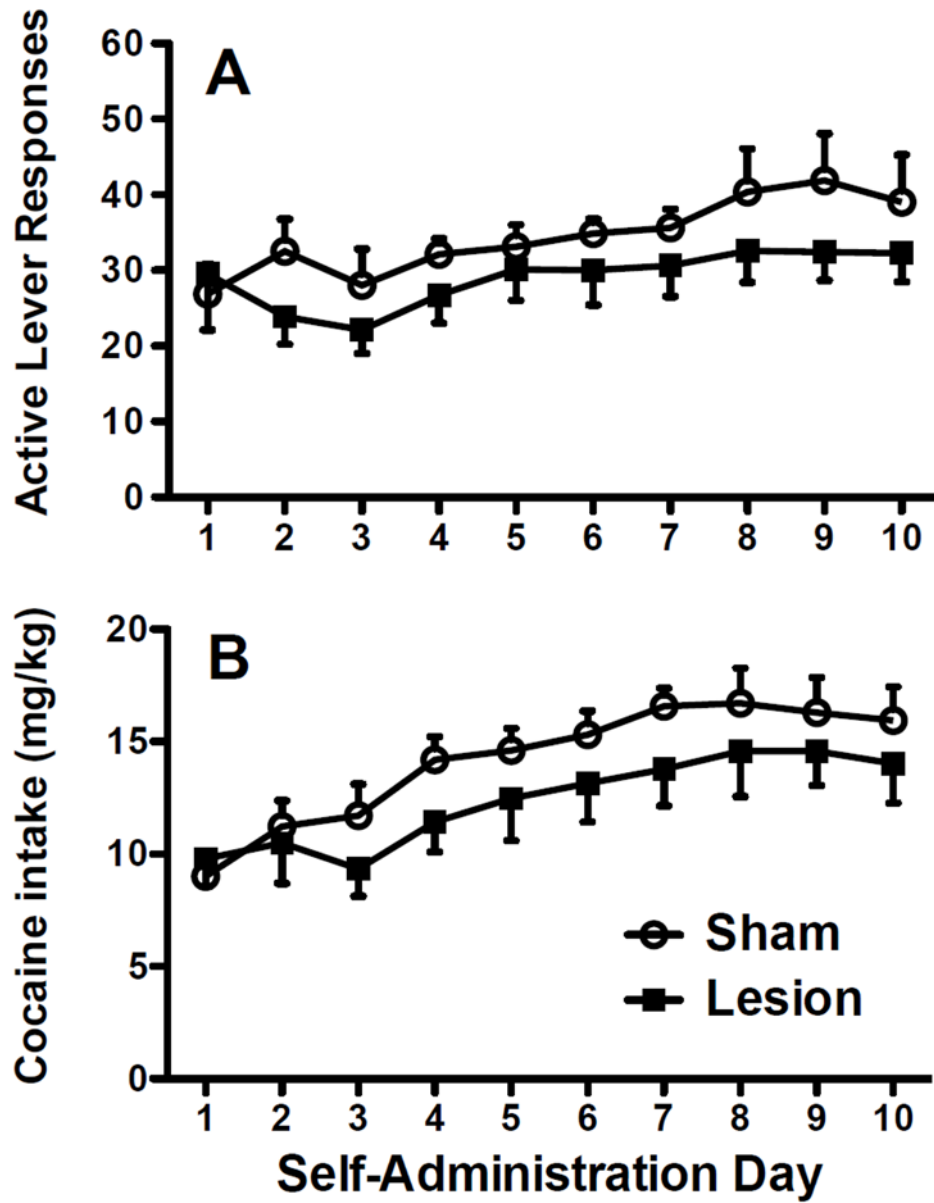 A
Active Lever Responses
60
50
40
30
20
10
0
1 2 3 4 5 6 7 8 9 10
B
Cocaine intake (mg/kg)
20
15
10
5
0
Sham
Lesion
1 2 3 4 5 6 7 8 9 10
Self-Administration Day